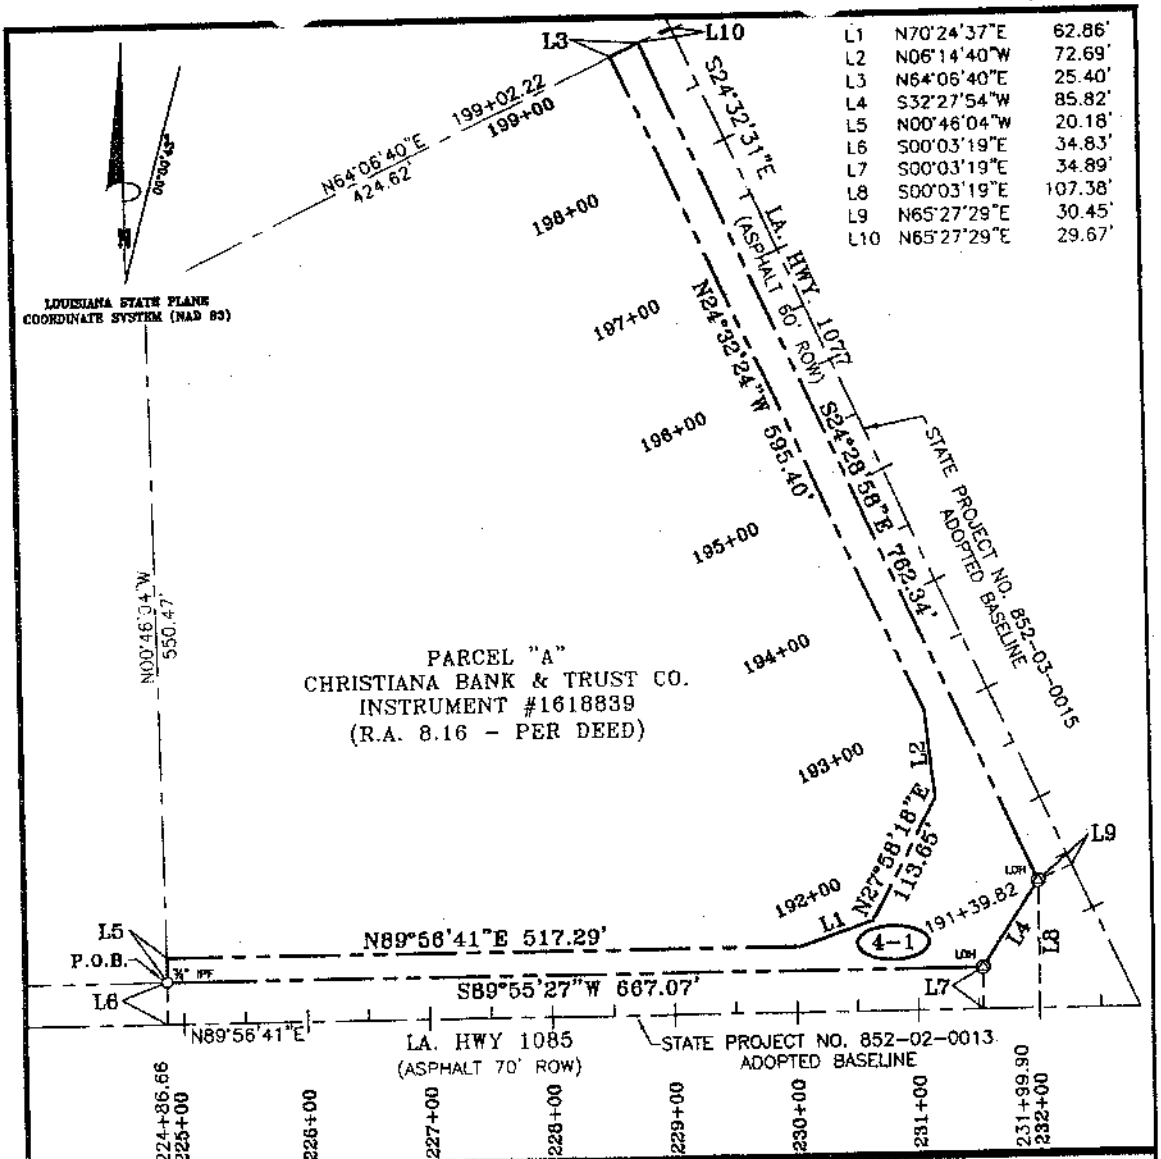 L1 N70°24'37"E 62.86'
L2 N06°14'40"W 72.69'
L3 N64°06'40"E 25.40'
L4 S32°27'54"W 85.82'
L5 N00°46'04"W 20.18'
L6 S00°03'19"E 34.83'
L7 S00°03'19"E 34.89'
L8 S00°03'19"E 107.38'
L9 N65°27'29"E 30.45'
L10 N65°27'29"E 29.67'
L3
L10
199+02.22
199+00
N64°06'40"E
424.62'
S24°32'31"E LA. HWY. 1077
(ASPHALT 60' ROW)
N
LOUISIANA STATE PLANE
COORDINATE SYSTEM (NAD 83)
198+00
197+00
196+00
195+00
194+00
193+00
192+00
191+39.82
N24°32'24"W 595.40'
S24°28'58"E 762.34'
STATE PROJECT NO. 852-03-0015
ADOPTED BASELINE
N00°46'04"W
550.47'
PARCEL "A"
CHRISTIANA BANK & TRUST CO.
INSTRUMENT #1618839
(R.A. 8.16 - PER DEED)
L2
N27°58'18"E
113.65'
L1
4-1
LDH
L9
L4
L8
LDH
L7
L5
P.O.B.
¾" IPF
L6
N89°56'41"E 517.29'
S89°55'27"W 667.07'
N89°56'41"E
LA. HWY 1085
(ASPHALT 70' ROW)
STATE PROJECT NO. 852-02-0013
ADOPTED BASELINE
224+86.66
225+00
226+00
227+00
228+00
229+00
230+00
231+00
231+99.90
232+00